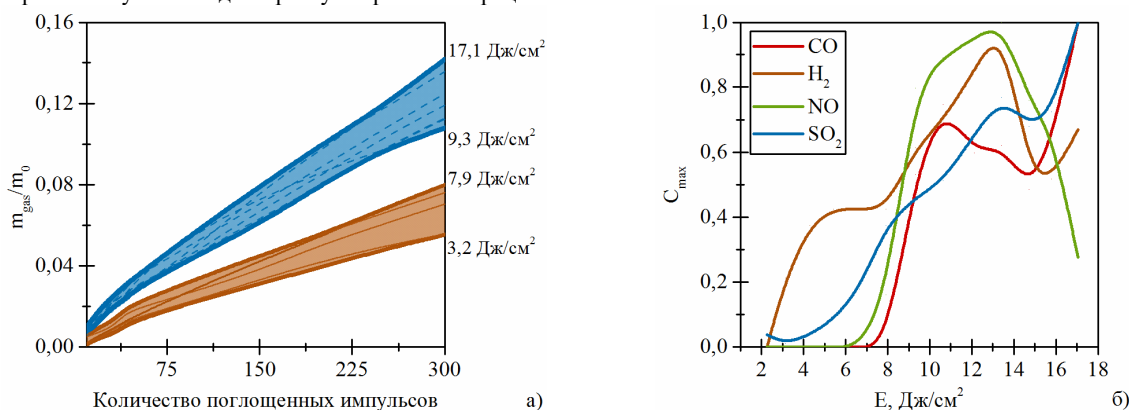 0,16
0,12
0,08
0,04
0,00
m_gas/m_0
75
150
225
300
Количество поглощенных импульсов
а)
17,1 Дж/см²
9,3 Дж/см²
7,9 Дж/см²
3,2 Дж/см²
1,0
0,8
0,6
0,4
0,2
0,0
C_max
CO
H₂
NO
SO₂
2
4
6
8
10
12
14
16
18
E, Дж/см²
б)